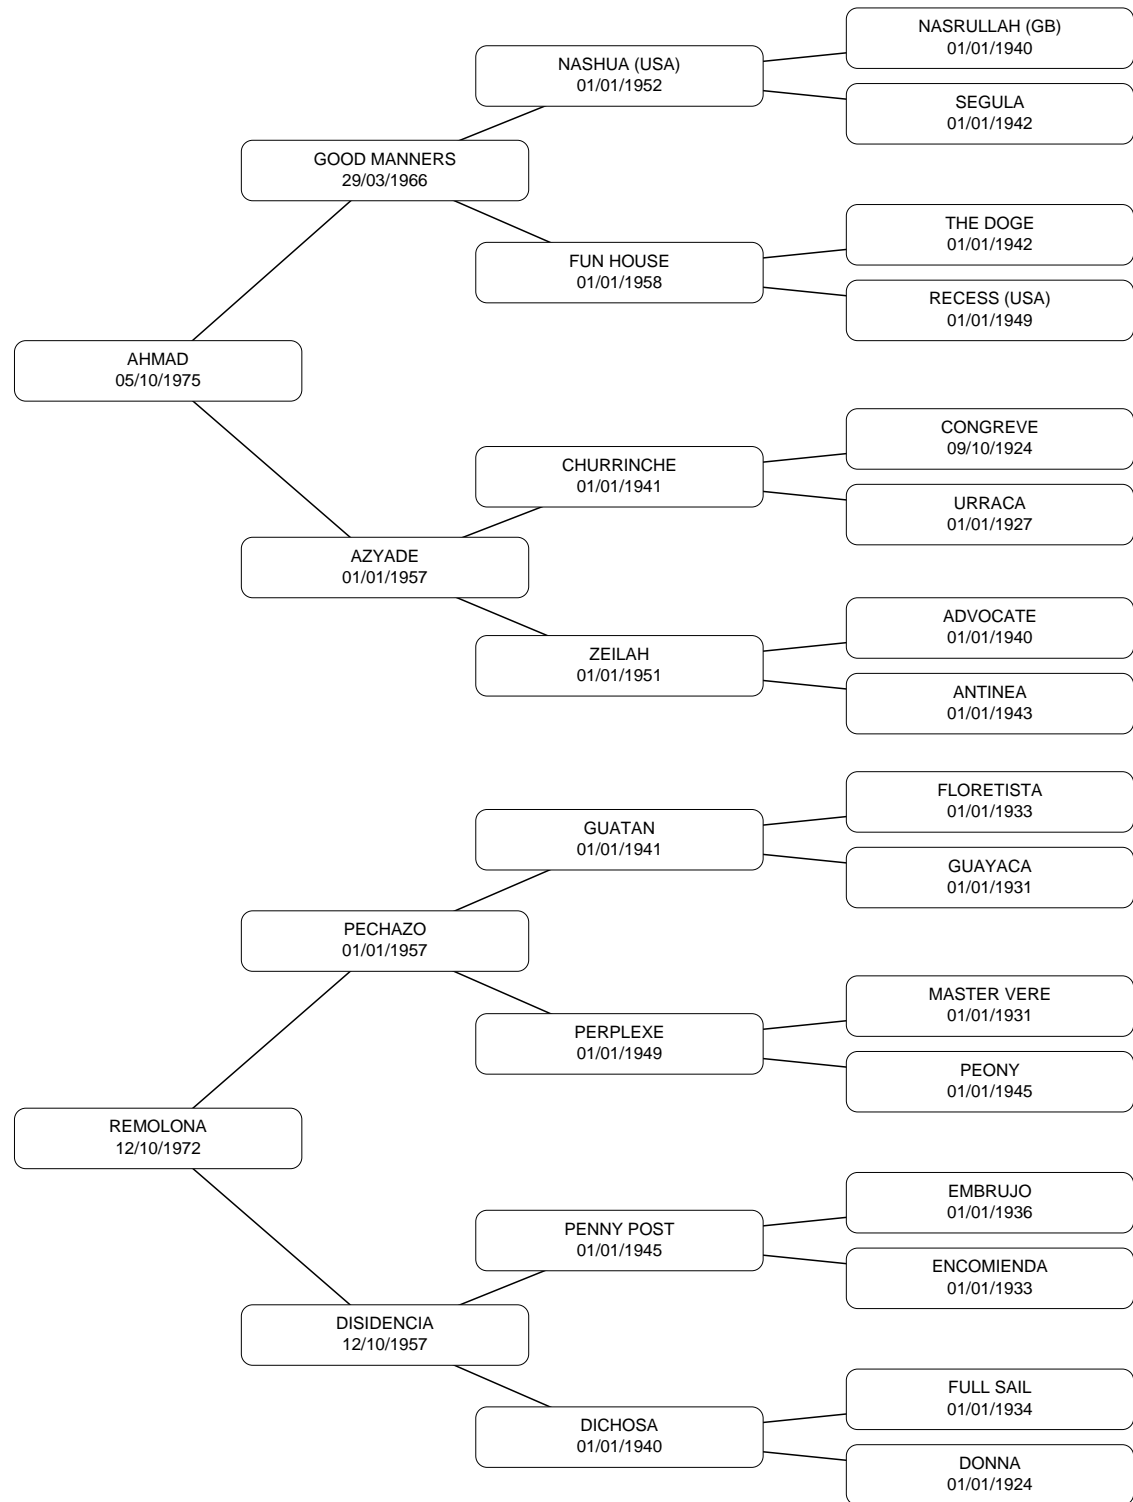 NASRULLAH (GB)
01/01/1940
NASHUA (USA)
01/01/1952
SEGULA
01/01/1942
GOOD MANNERS
29/03/1966
THE DOGE
01/01/1942
FUN HOUSE
01/01/1958
RECESS (USA)
01/01/1949
AHMAD
05/10/1975
CONGREVE
09/10/1924
CHURRINCHE
01/01/1941
URRACA
01/01/1927
AZYADE
01/01/1957
ADVOCATE
01/01/1940
ZEILAH
01/01/1951
ANTINEA
01/01/1943
FLORETISTA
01/01/1933
GUATAN
01/01/1941
GUAYACA
01/01/1931
PECHAZO
01/01/1957
MASTER VERE
01/01/1931
PERPLEXE
01/01/1949
PEONY
01/01/1945
REMOLONA
12/10/1972
EMBRUJO
01/01/1936
PENNY POST
01/01/1945
ENCOMIENDA
01/01/1933
DISIDENCIA
12/10/1957
FULL SAIL
01/01/1934
DICHOSA
01/01/1940
DONNA
01/01/1924